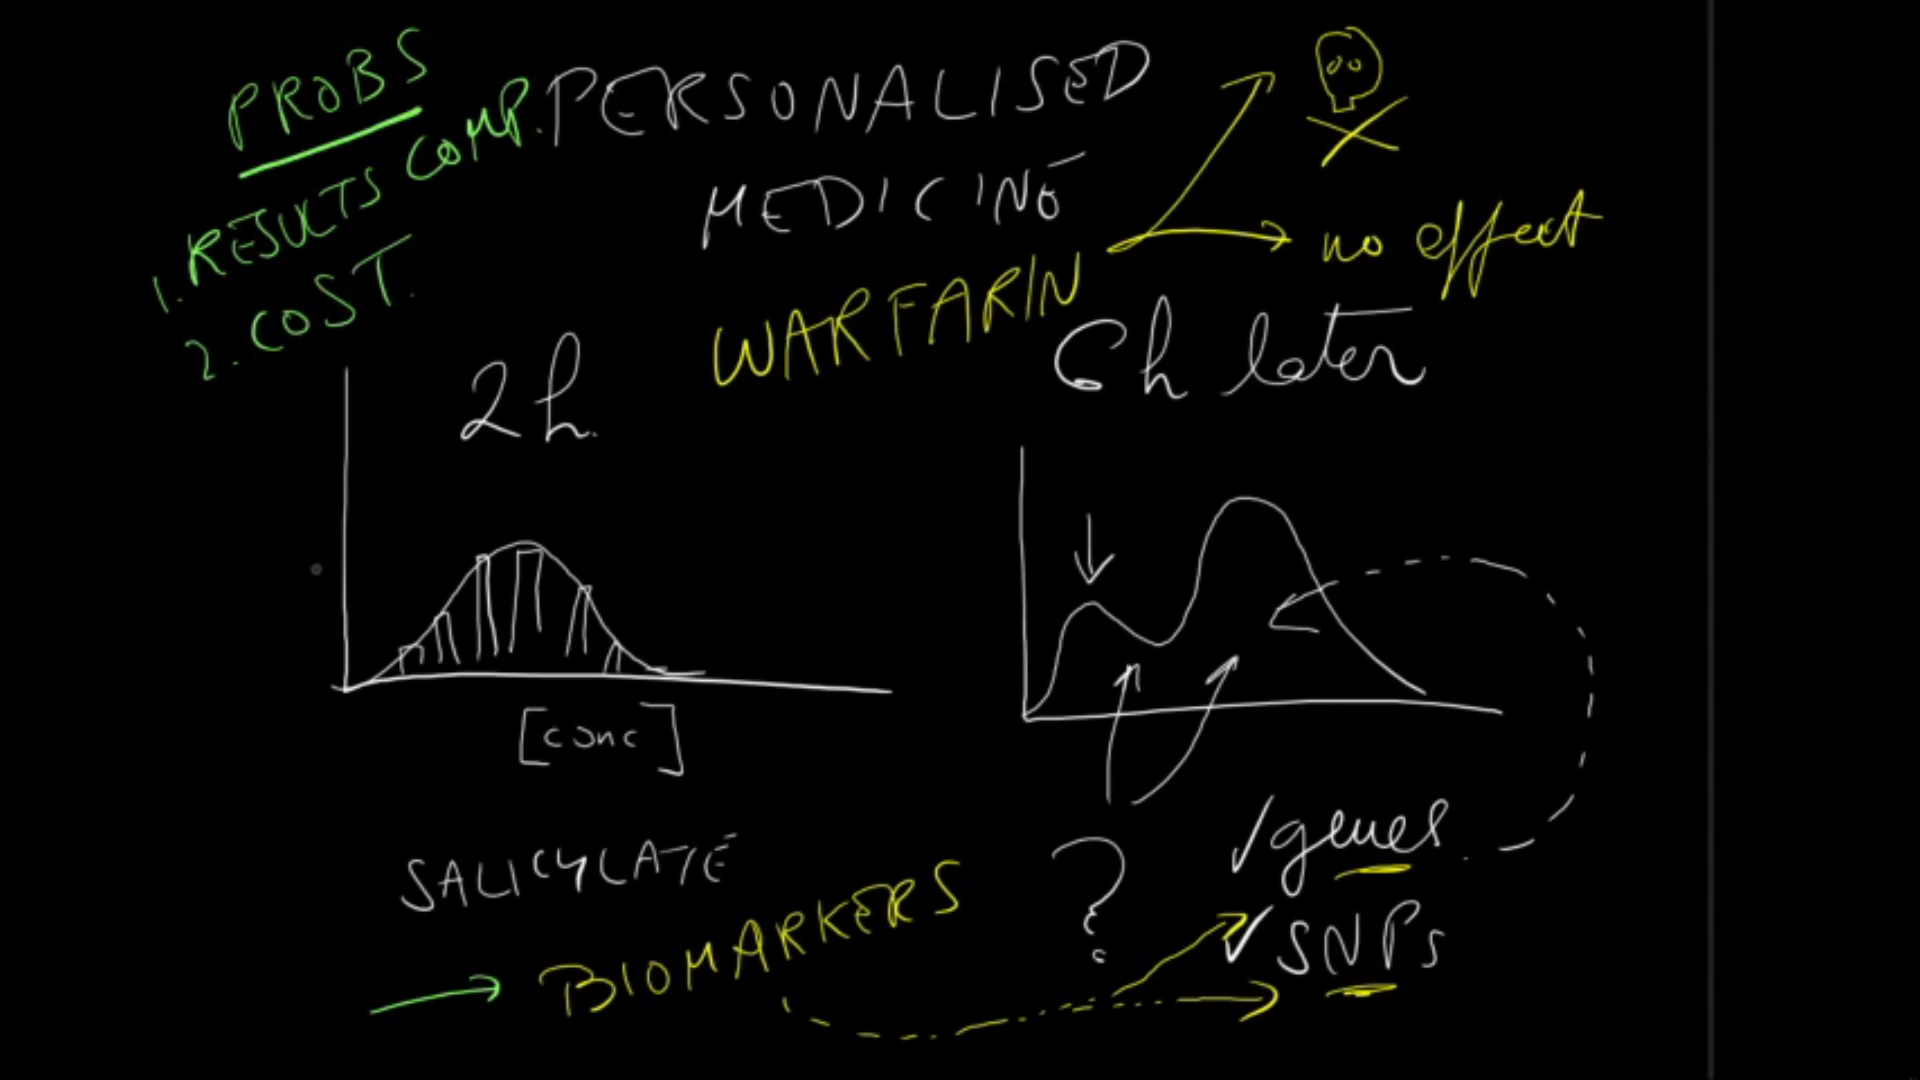 PROBS
1. RESULTS COMP.
2. COST.
PERSONALISED
MEDICINE
WARFARIN
no effect
2h.
6h later
[conc]
SALICYLATE
BIOMARKERS
?
genes
SNPs